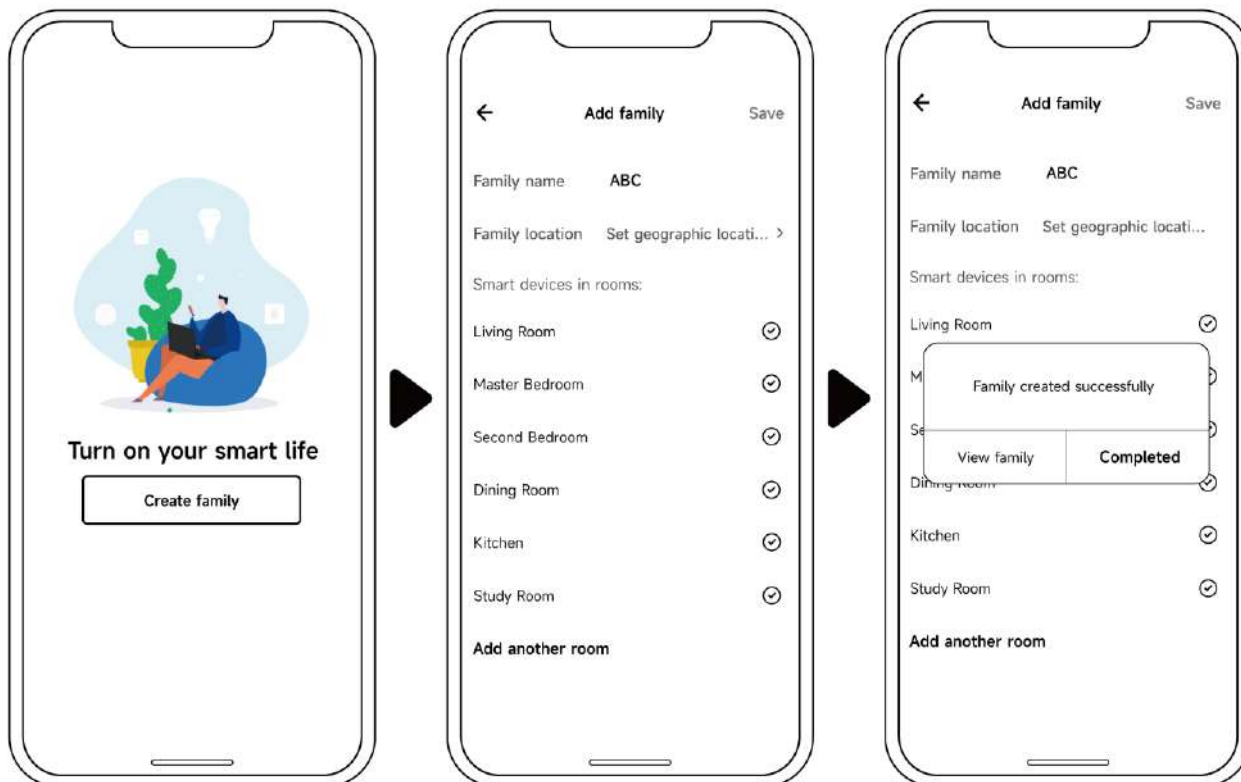 Turn on your smart life
Create family
Add family
Save
Family name ABC
Family location Set geographic locati... >
Smart devices in rooms:
Living Room
Master Bedroom
Second Bedroom
Dining Room
Kitchen
Study Room
Add another room
Add family
Save
Family name ABC
Family location Set geographic locati...
Smart devices in rooms:
Living Room
M
Family created successfully
Se
View family
Completed
Dining Room
Kitchen
Study Room
Add another room